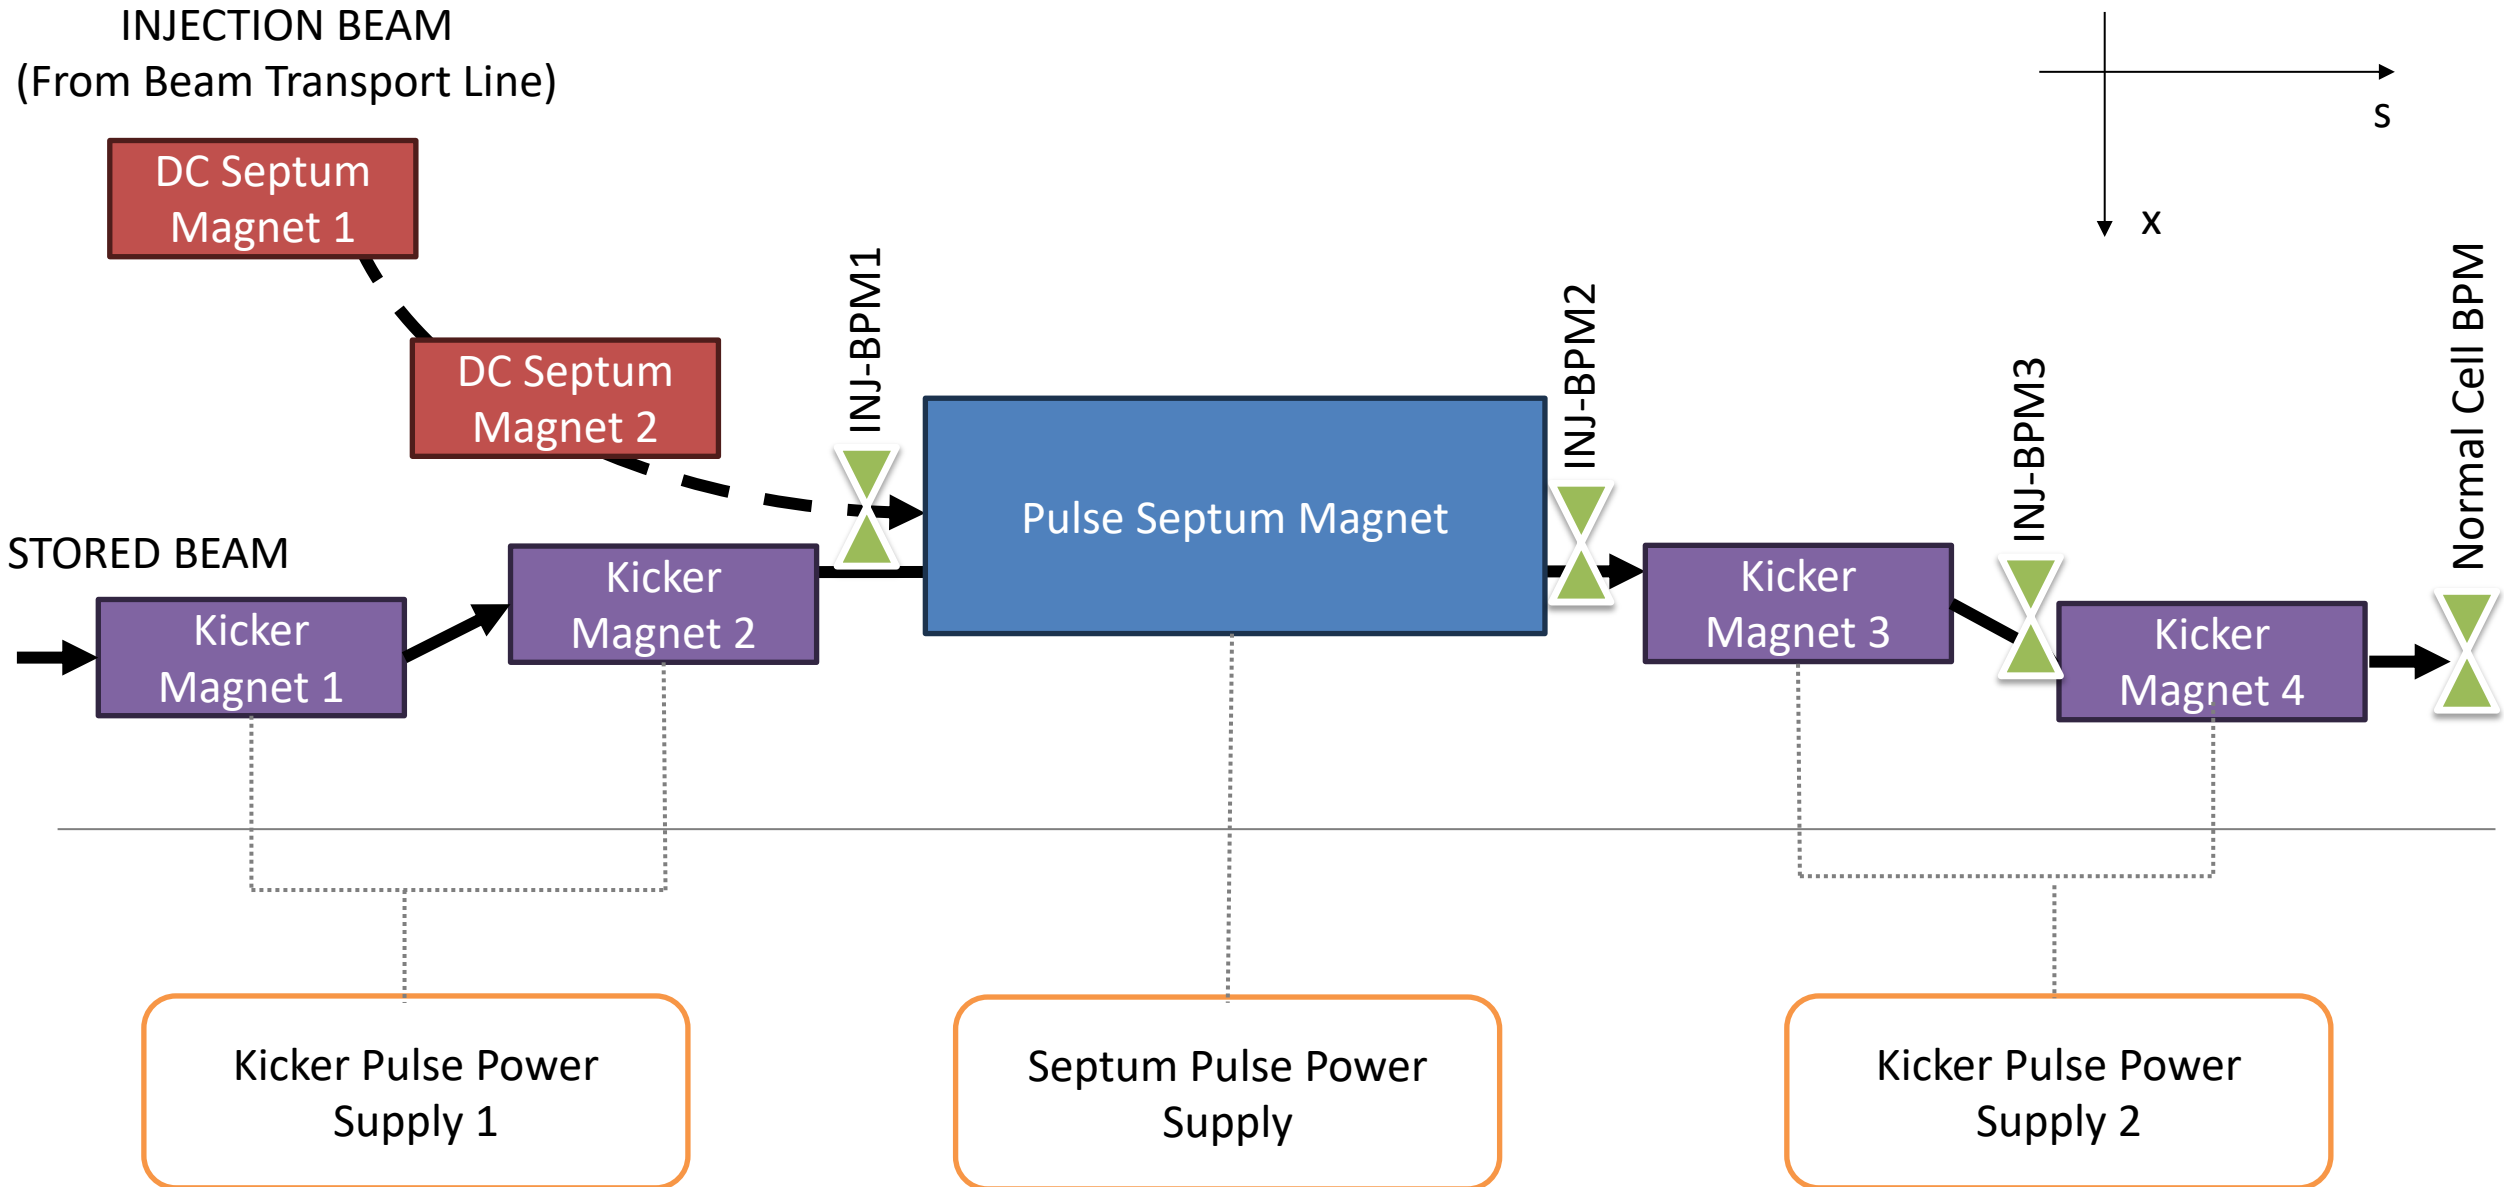 INJECTION BEAM
(From Beam Transport Line)
s
x
DC Septum
Magnet 1
DC Septum
Magnet 2
INJ-BPM1
Pulse Septum Magnet
INJ-BPM2
INJ-BPM3
Normal Cell BPM
STORED BEAM
Kicker
Magnet 1
Kicker
Magnet 2
Kicker
Magnet 3
Kicker
Magnet 4
Kicker Pulse Power
Supply 1
Septum Pulse Power
Supply
Kicker Pulse Power
Supply 2